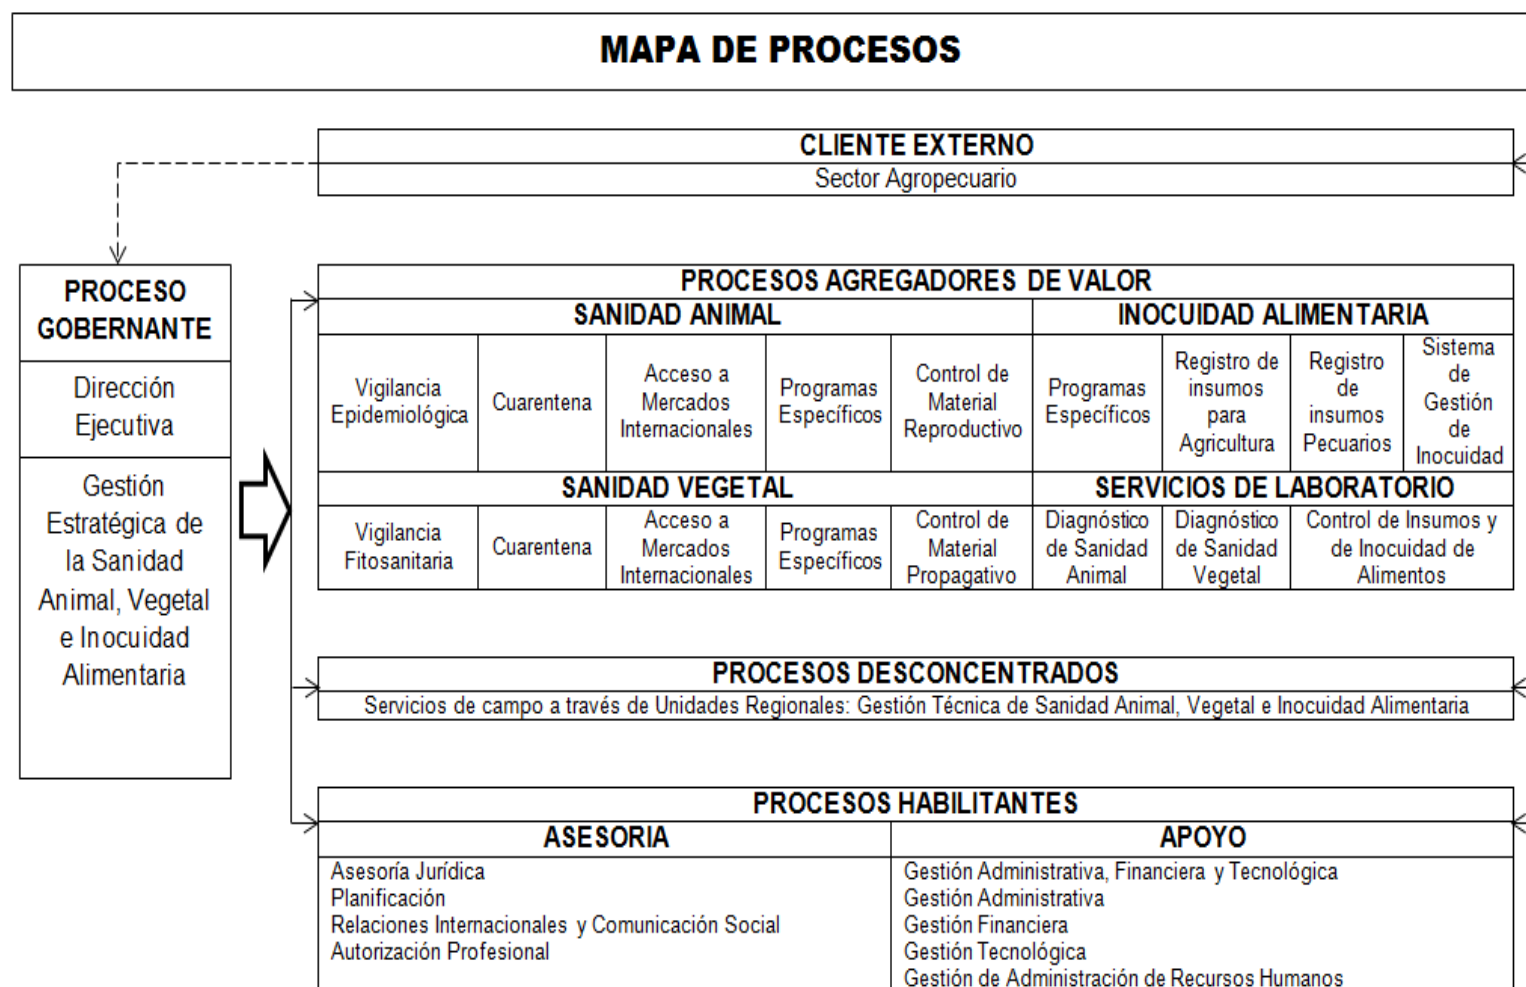 MAPA DE PROCESOS
CLIENTE EXTERNO
Sector Agropecuario
PROCESO
GOBERNANTE
Dirección
Ejecutiva
Gestión
Estratégica de
la Sanidad
Animal, Vegetal
e Inocuidad
Alimentaria
PROCESOS AGREGADORES DE VALOR
SANIDAD ANIMAL
Vigilancia
Epidemiológica
Cuarentena
Acceso a
Mercados
Internacionales
Programas
Específicos
Control de
Material
Reproductivo
INOCUIDAD ALIMENTARIA
Programas
Específicos
Registro de
insumos
para
Agricultura
Registro
de
insumos
Pecuarios
Sistema
de
Gestión
de
Inocuidad
SANIDAD VEGETAL
Vigilancia
Fitosanitaria
Cuarentena
Acceso a
Mercados
Internacionales
Programas
Específicos
Control de
Material
Propagativo
SERVICIOS DE LABORATORIO
Diagnóstico
de Sanidad
Animal
Diagnóstico
de Sanidad
Vegetal
Control de Insumos y
de Inocuidad de
Alimentos
PROCESOS DESCONCENTRADOS
Servicios de campo a través de Unidades Regionales: Gestión Técnica de Sanidad Animal, Vegetal e Inocuidad Alimentaria
PROCESOS HABILITANTES
ASESORIA
Asesoría Jurídica
Planificación
Relaciones Internacionales y Comunicación Social
Autorización Profesional
APOYO
Gestión Administrativa, Financiera y Tecnológica
Gestión Administrativa
Gestión Financiera
Gestión Tecnológica
Gestión de Administración de Recursos Humanos